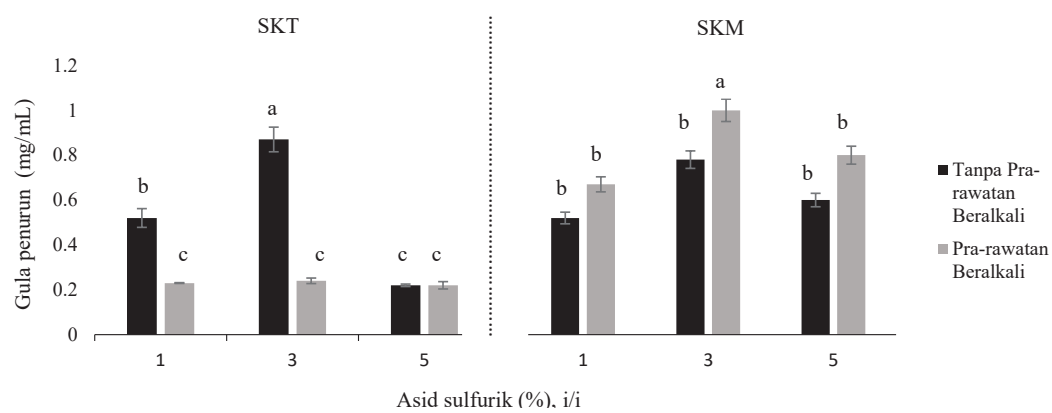 SKT
SKM
Gula penurun (mg/mL)
1.2
1
0.8
0.6
0.4
0.2
0
b
c
a
c
c c
b
b
b
a
b
b
1 3 5
1 3 5
Asid sulfurik (%), i/i
Tanpa Pra-
rawatan
Beralkali
Pra-rawatan
Beralkali